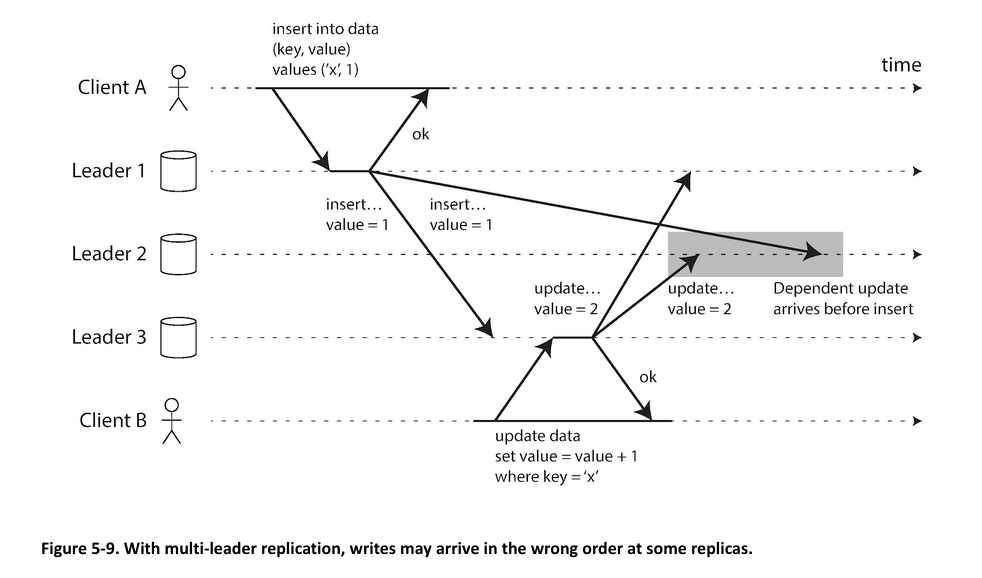 insert into data
(key, value)
values (‘x’, 1)
time
Client A
ok
Leader 1
insert…
value = 1
insert…
value = 1
Leader 2
update…
value = 2
update…
value = 2
Dependent update
arrives before insert
Leader 3
ok
Client B
update data
set value = value + 1
where key = ‘x’
Figure 5-9. With multi-leader replication, writes may arrive in the wrong order at some replicas.